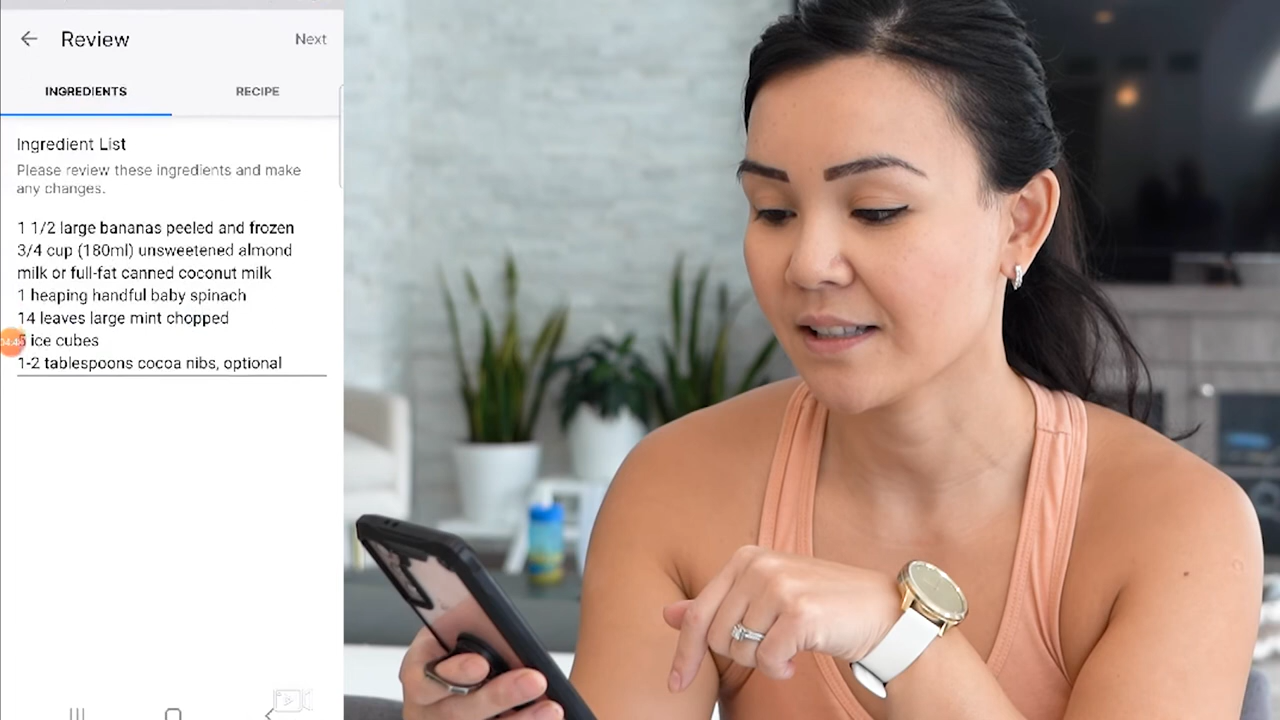 Review
Next
INGREDIENTS
RECIPE
Ingredient List
Please review these ingredients and make
any changes.
1 1/2 large bananas peeled and frozen
3/4 cup (180ml) unsweetened almond
milk or full-fat canned coconut milk
1 heaping handful baby spinach
14 leaves large mint chopped
ice cubes
1-2 tablespoons cocoa nibs, optional